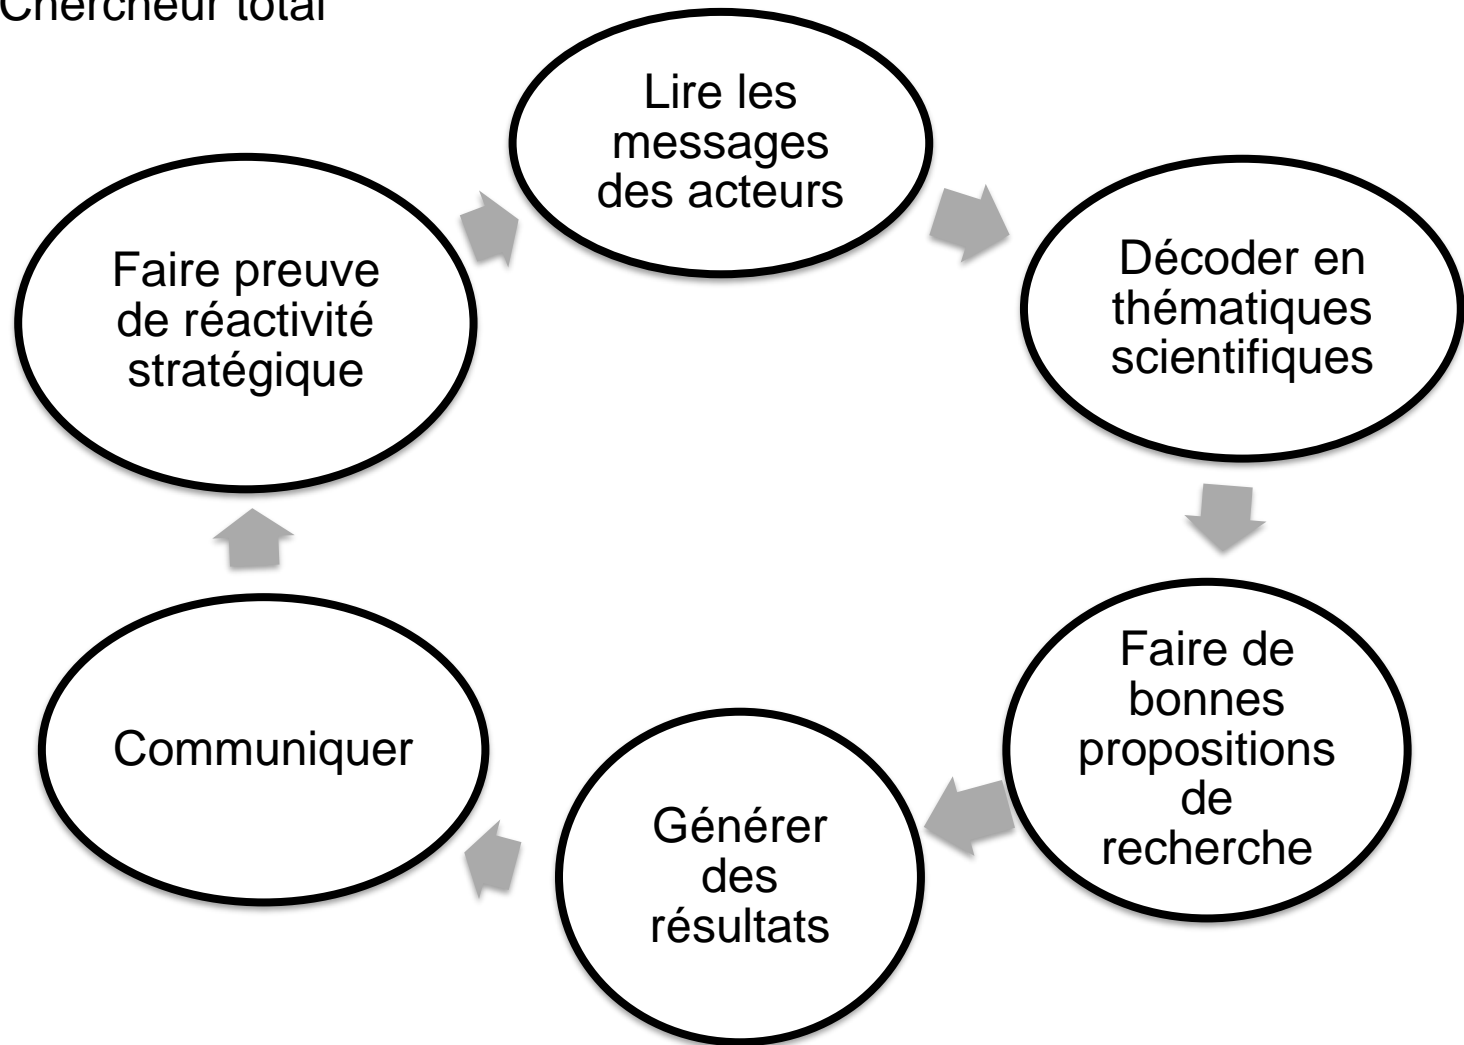 Chercheur total
Lire les
messages
des acteurs
Décoder en
thématiques
scientifiques
Faire de
bonnes
propositions
de
recherche
Générer
des
résultats
Communiquer
Faire preuve
de réactivité
stratégique